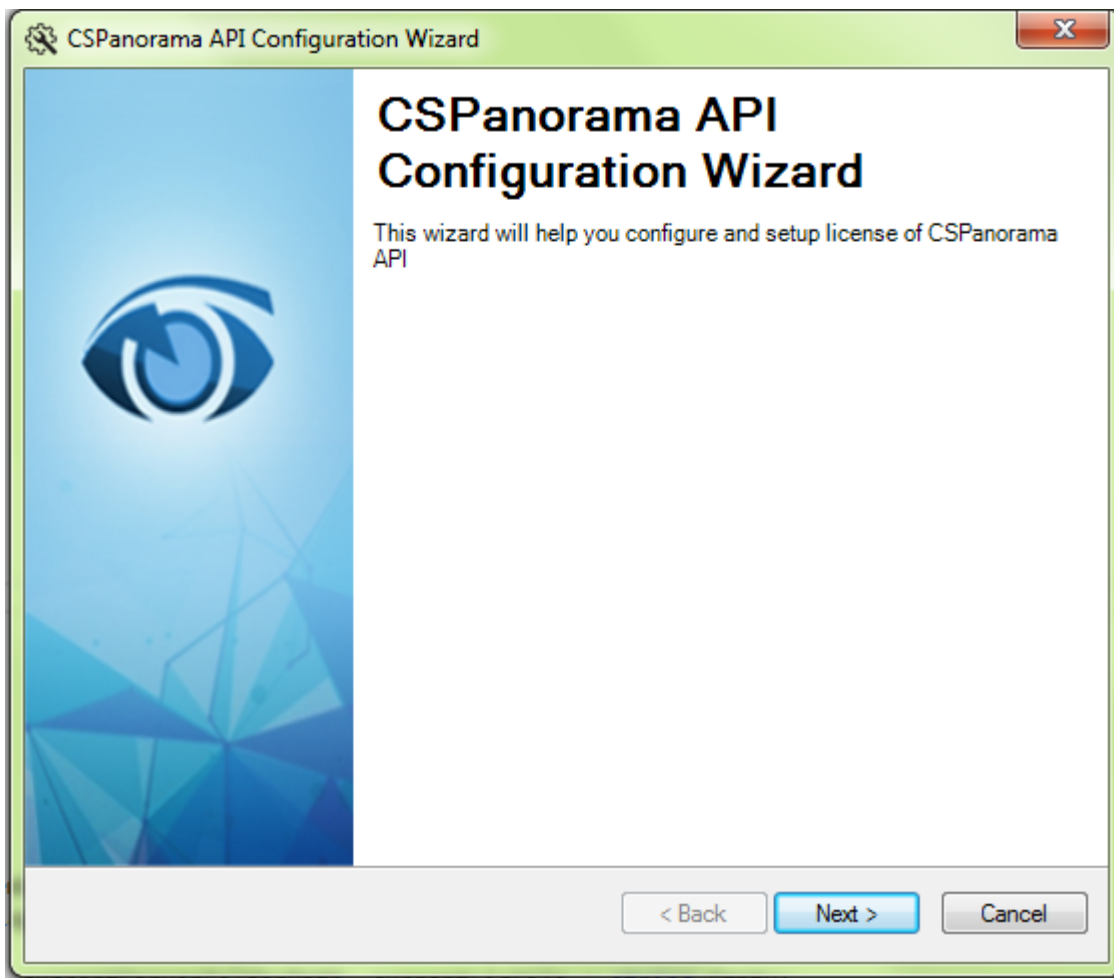 CSPanorama API Configuration Wizard
CSPanorama API
Configuration Wizard
This wizard will help you configure and setup license of CSPanorama
API
< Back Next > Cancel